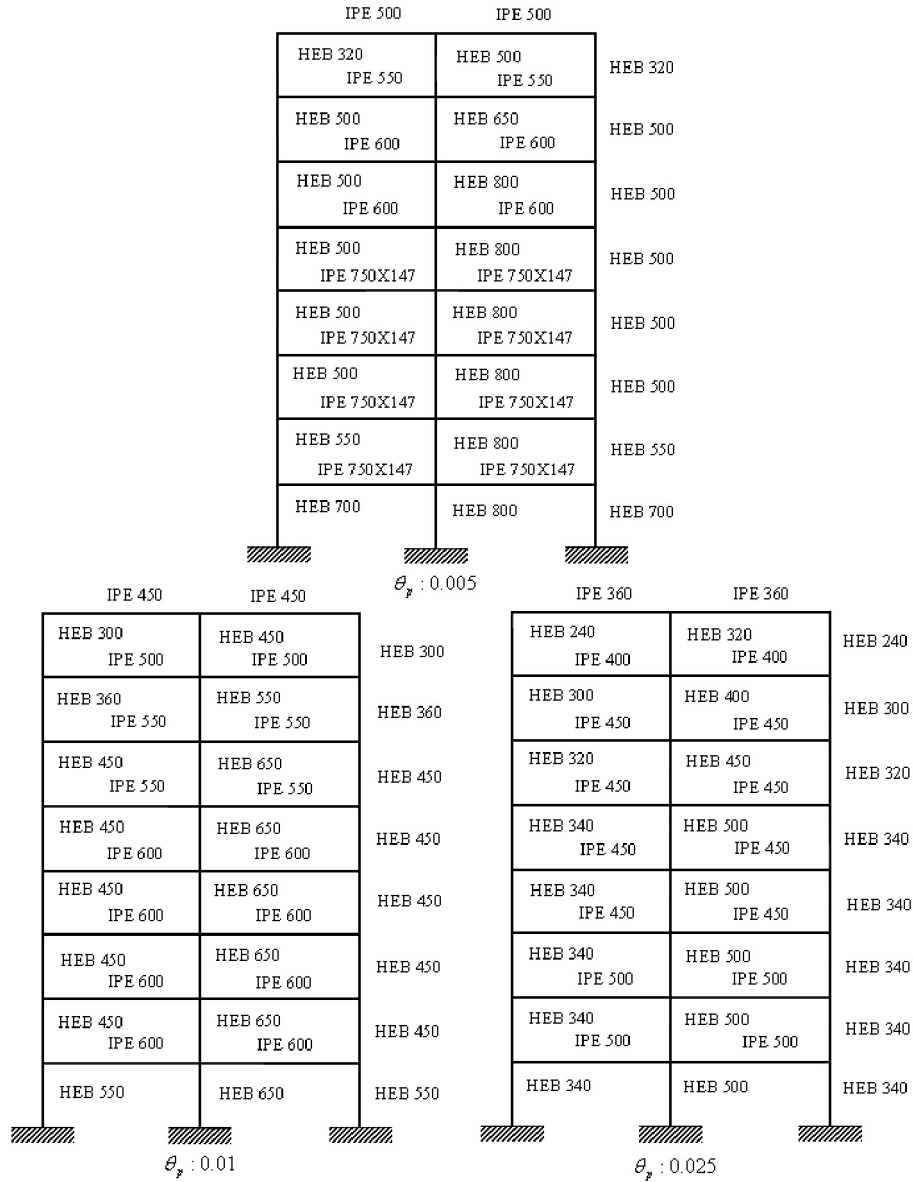 IPE 500 IPE 500
HEB 320 HEB 500 HEB 320
IPE 550 IPE 550
HEB 500 HEB 650 HEB 500
IPE 600 IPE 600
HEB 500 HEB 800 HEB 500
IPE 600 IPE 600
HEB 500 HEB 800 HEB 500
IPE 750X147 IPE 750X147
HEB 500 HEB 800 HEB 500
IPE 750X147 IPE 750X147
HEB 500 HEB 800 HEB 500
IPE 750X147 IPE 750X147
HEB 550 HEB 800 HEB 550
IPE 750X147 IPE 750X147
HEB 700 HEB 800 HEB 700
θp : 0.005
IPE 450 IPE 450
HEB 300 HEB 450 HEB 300
IPE 500 IPE 500
HEB 360 HEB 550 HEB 360
IPE 550 IPE 550
HEB 450 HEB 650 HEB 450
IPE 550 IPE 550
HEB 450 HEB 650 HEB 450
IPE 600 IPE 600
HEB 450 HEB 650 HEB 450
IPE 600 IPE 600
HEB 450 HEB 650 HEB 450
IPE 600 IPE 600
HEB 450 HEB 650 HEB 450
IPE 600 IPE 600
HEB 550 HEB 650 HEB 550
θp : 0.01
IPE 360 IPE 360
HEB 240 HEB 320 HEB 240
IPE 400 IPE 400
HEB 300 HEB 400 HEB 300
IPE 450 IPE 450
HEB 320 HEB 450 HEB 320
IPE 450 IPE 450
HEB 340 HEB 500 HEB 340
IPE 450 IPE 450
HEB 340 HEB 500 HEB 340
IPE 450 IPE 450
HEB 340 HEB 500 HEB 340
IPE 500 IPE 500
HEB 340 HEB 500 HEB 340
IPE 500 IPE 500
HEB 340 HEB 500 HEB 340
θp : 0.025